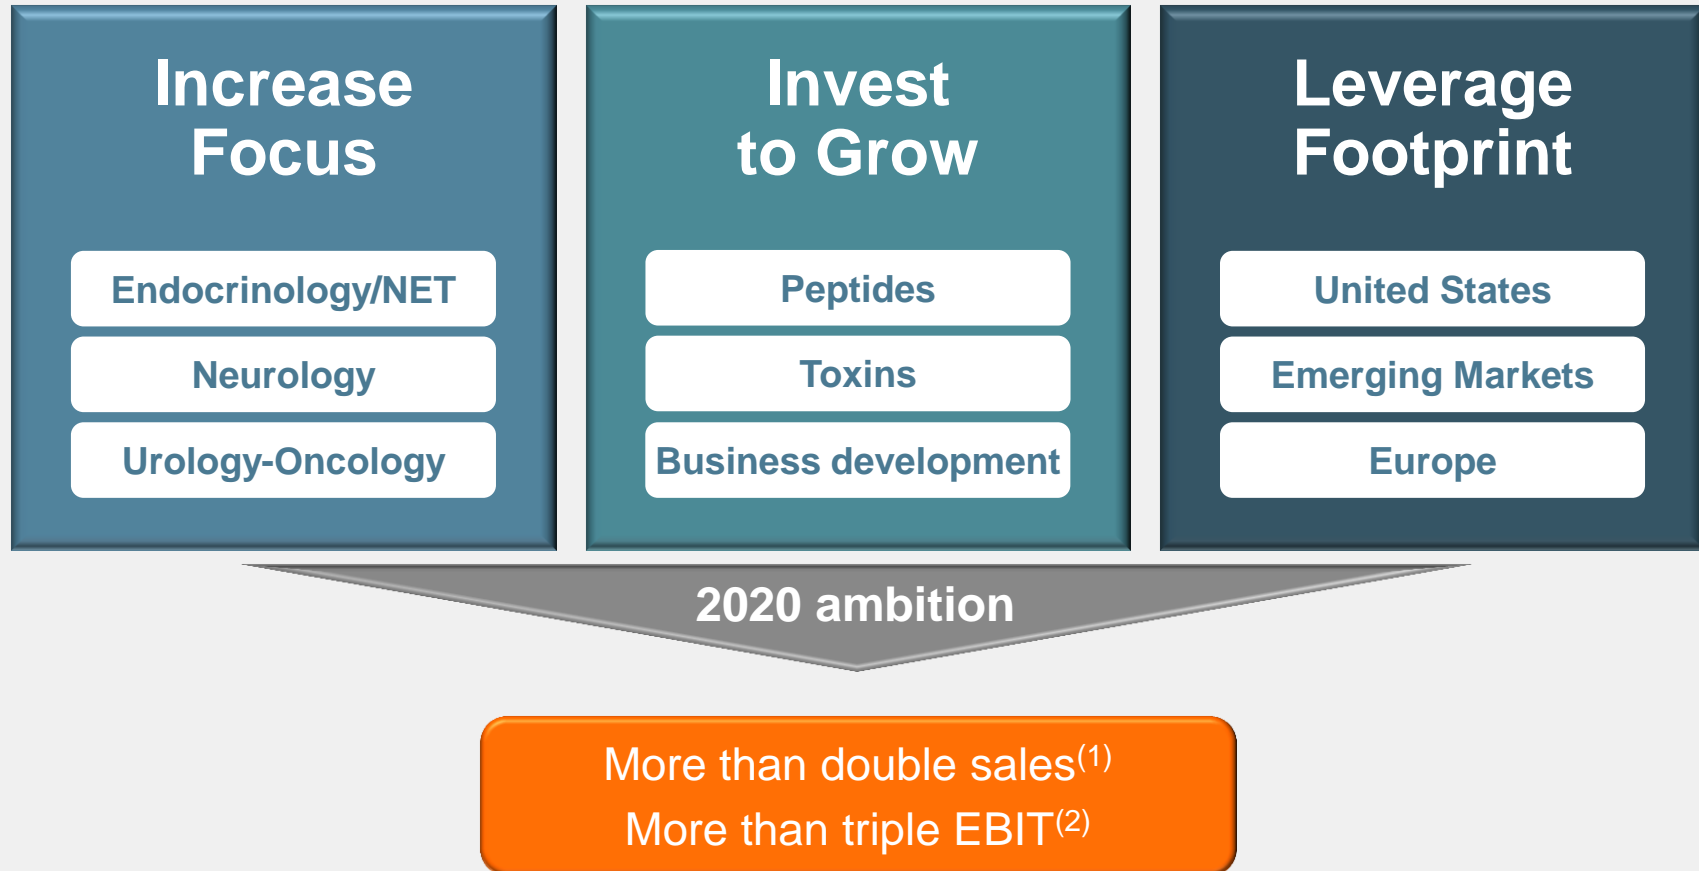 Increase
Focus
Endocrinology/NET
Neurology
Urology-Oncology
Invest
to Grow
Peptides
Toxins
Business development
Leverage
Footprint
United States
Emerging Markets
Europe
2020 ambition
More than double sales(1)
More than triple EBIT(2)